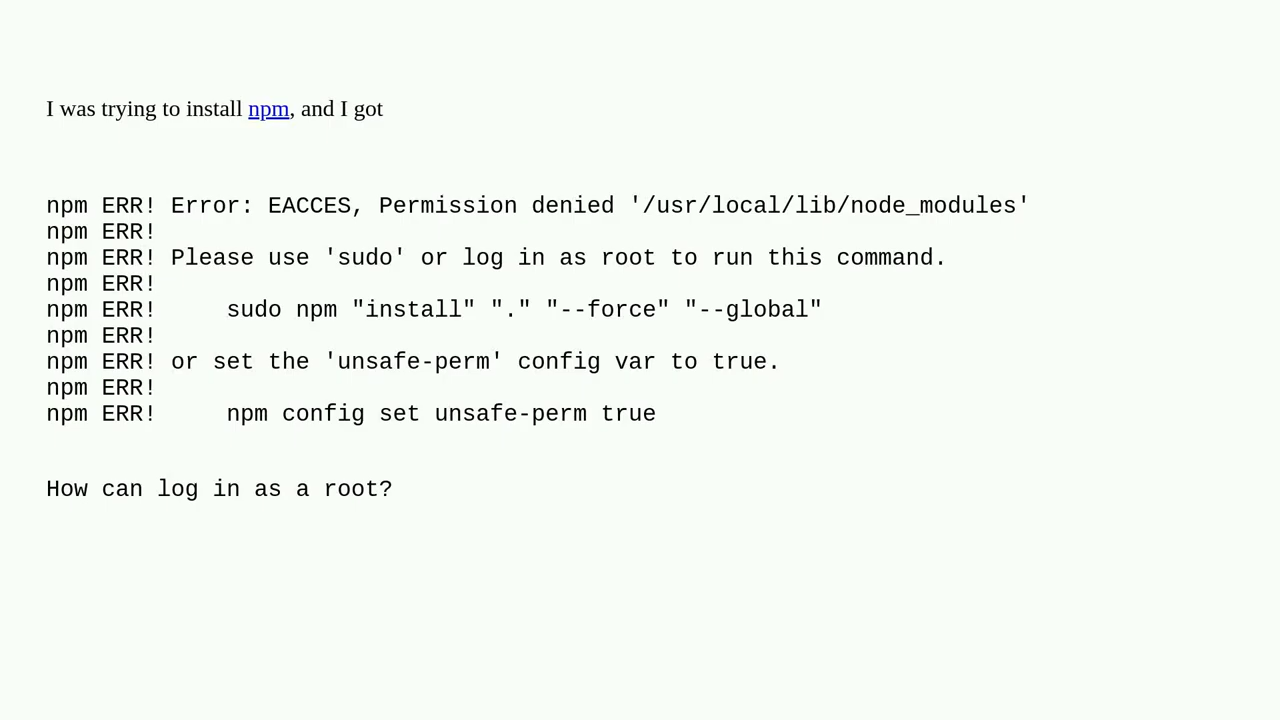 I was trying to install npm, and I got
npm ERR! Error: EACCES, Permission denied '/usr/local/lib/node_modules'
npm ERR!
npm ERR! Please use 'sudo' or log in as root to run this command.
npm ERR!
npm ERR!     sudo npm "install" "." "--force" "--global"
npm ERR!
npm ERR! or set the 'unsafe-perm' config var to true.
npm ERR!
npm ERR!     npm config set unsafe-perm true
How can log in as a root?